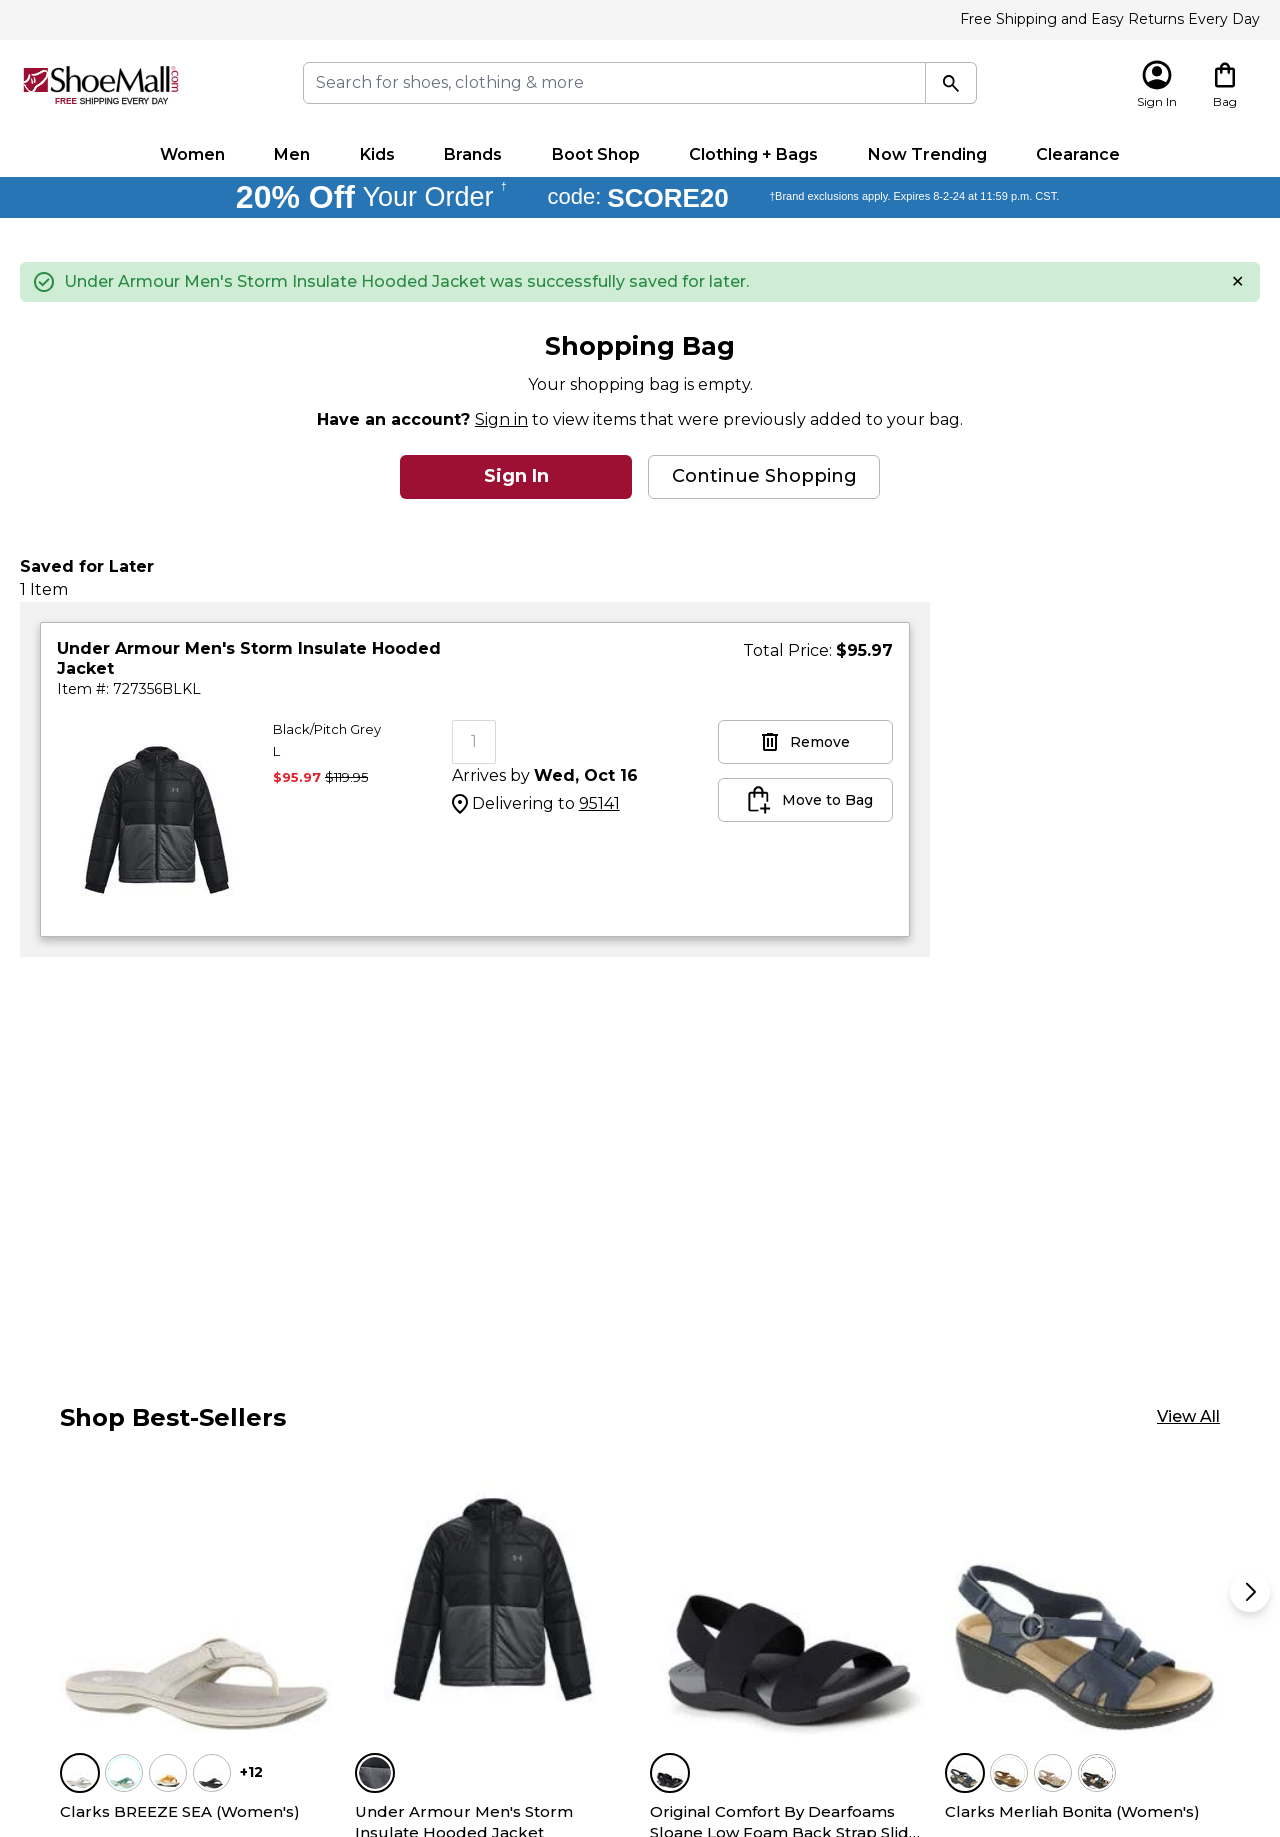 Free Shipping and Easy Returns Every Day
ShoeMall.com
FREE SHIPPING EVERY DAY
Search for shoes, clothing & more
Sign In
Bag
Women
Men
Kids
Brands
Boot Shop
Clothing + Bags
Now Trending
Clearance
20% Off Your Order † code: SCORE20 †Brand exclusions apply. Expires 8-2-24 at 11:59 p.m. CST.
Under Armour Men's Storm Insulate Hooded Jacket was successfully saved for later.
Shopping Bag
Your shopping bag is empty.
Have an account? Sign in to view items that were previously added to your bag.
Sign In
Continue Shopping
Saved for Later
1 Item
Under Armour Men's Storm Insulate Hooded
Jacket
Item #: 727356BLKL
Total Price: $95.97
Black/Pitch Grey
L
$95.97 $119.95
1
Arrives by Wed, Oct 16
Delivering to 95141
Remove
Move to Bag
Shop Best-Sellers
View All
+12
Clarks BREEZE SEA (Women's)
Under Armour Men's Storm
Insulate Hooded Jacket
Original Comfort By Dearfoams
Sloane Low Foam Back Strap Slid...
Clarks Merliah Bonita (Women's)